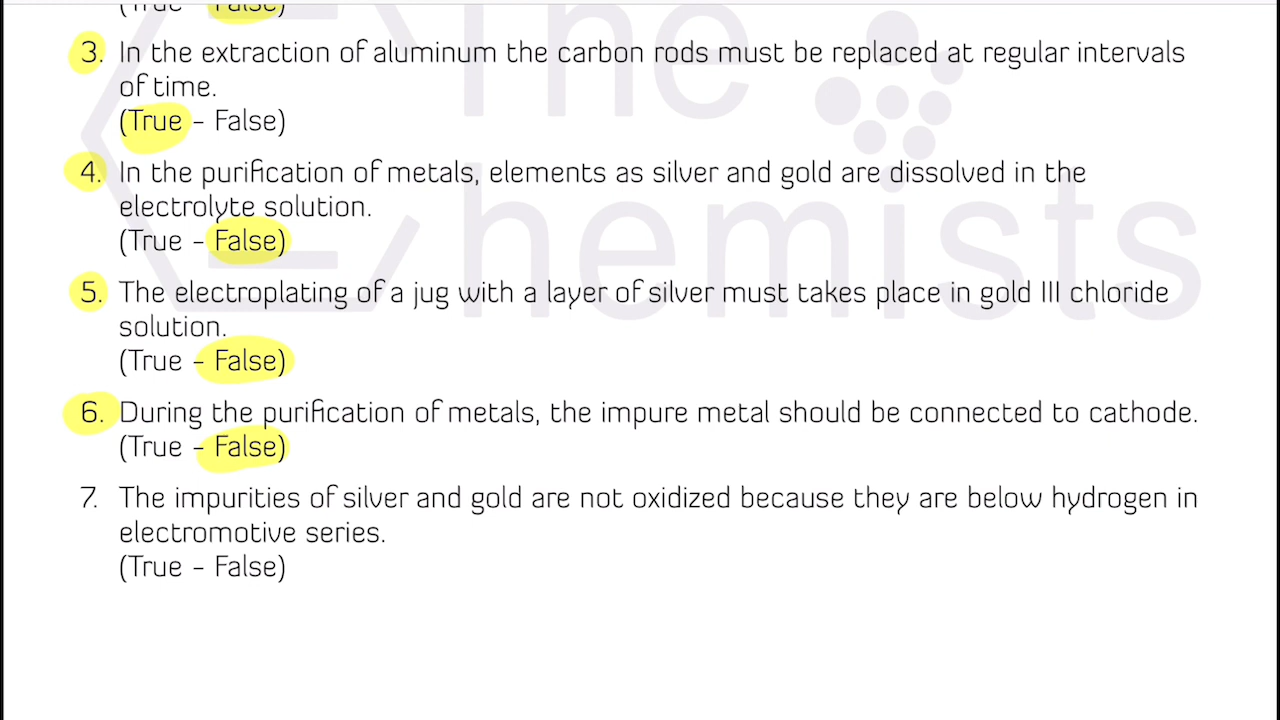 (True - False)
3. In the extraction of aluminum the carbon rods must be replaced at regular intervals
of time.
(True - False)
4. In the purification of metals, elements as silver and gold are dissolved in the
electrolyte solution.
(True - False)
5. The electroplating of a jug with a layer of silver must takes place in gold III chloride
solution.
(True - False)
6. During the purification of metals, the impure metal should be connected to cathode.
(True - False)
7. The impurities of silver and gold are not oxidized because they are below hydrogen in
electromotive series.
(True - False)
The
Chemists